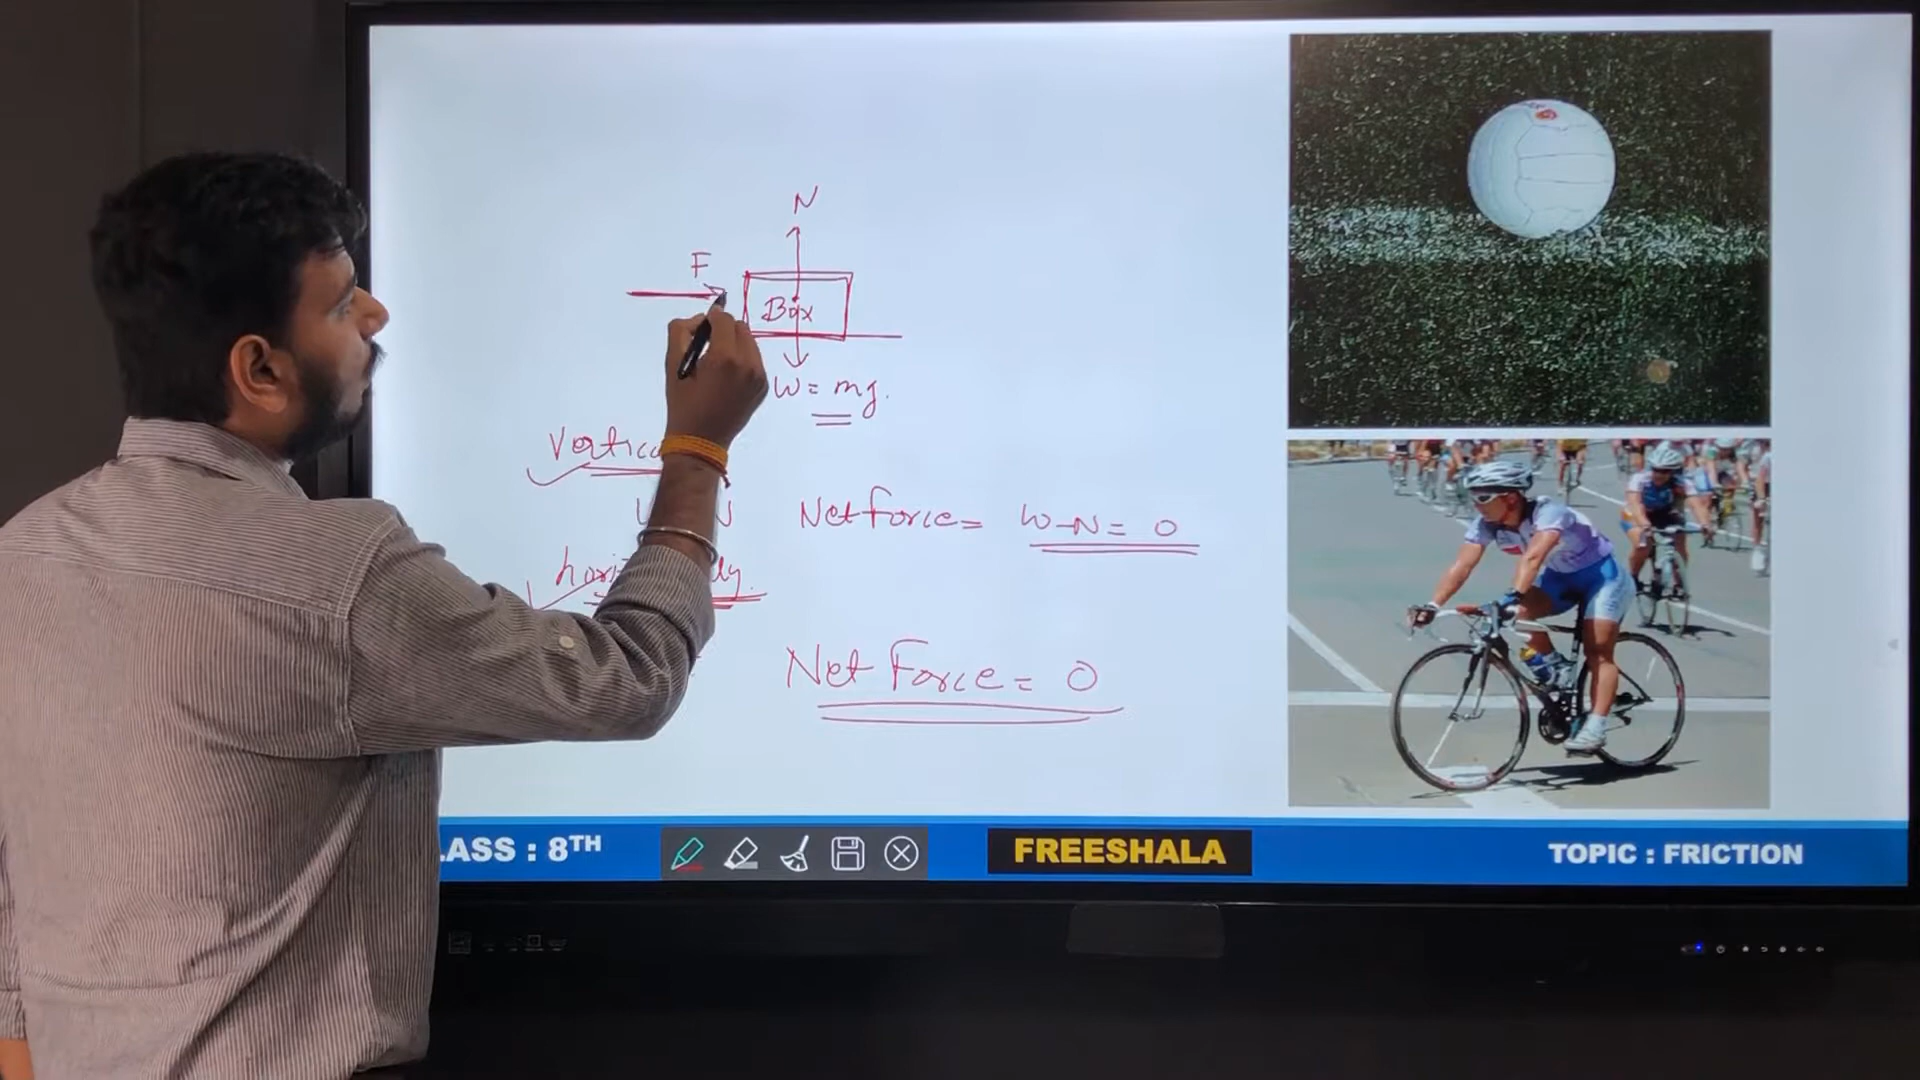 N
F
Box
W = mg.
Net Force = W-N = 0
Net Force = 0
LASS : 8TH
FREESHALA
TOPIC : FRICTION